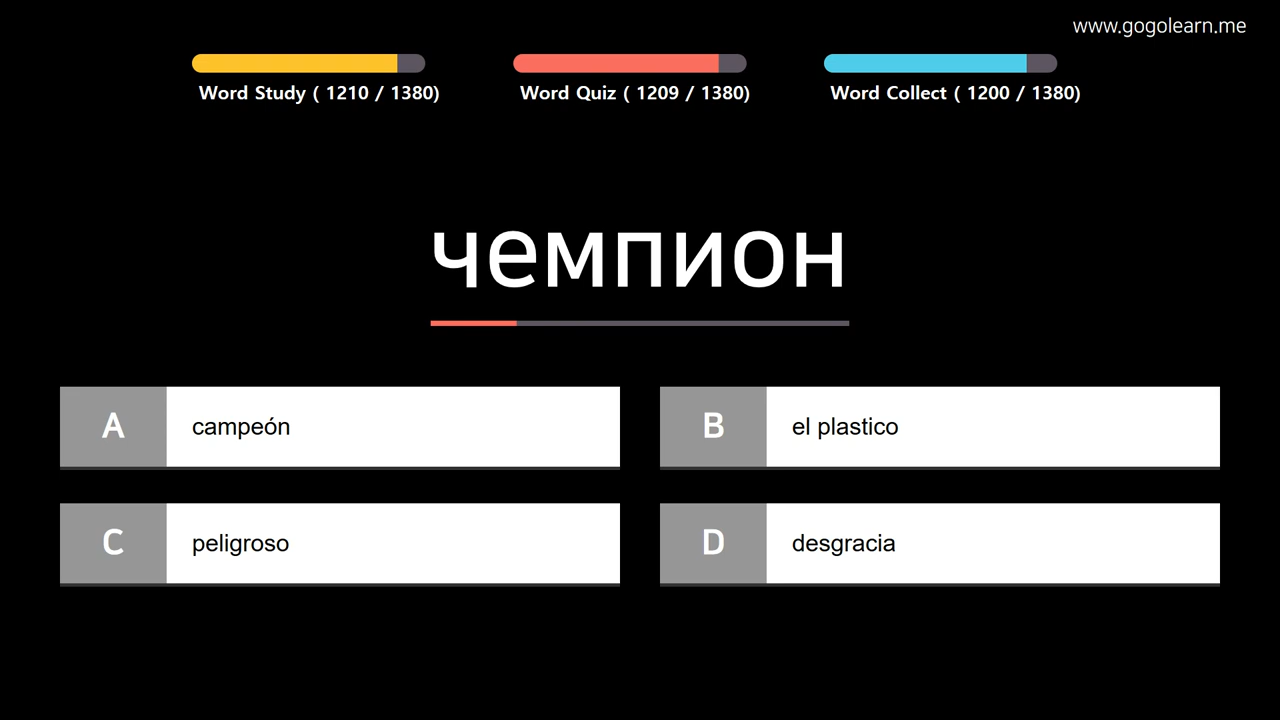 www.gogolearn.me
Word Study ( 1210 / 1380)
Word Quiz ( 1209 / 1380)
Word Collect ( 1200 / 1380)
чемпион
A campeón
B el plastico
C peligroso
D desgracia